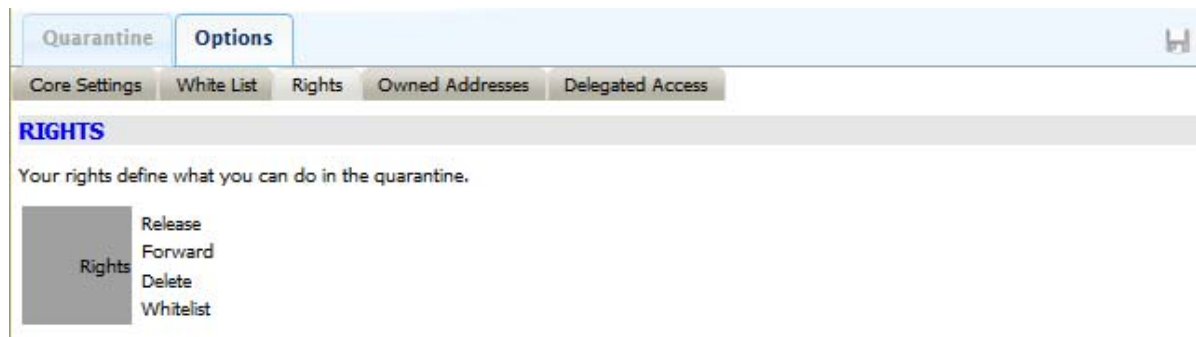 Quarantine Options
Core Settings White List Rights Owned Addresses Delegated Access
RIGHTS
Your rights define what you can do in the quarantine.
Release
Forward
Rights
Delete
Whitelist